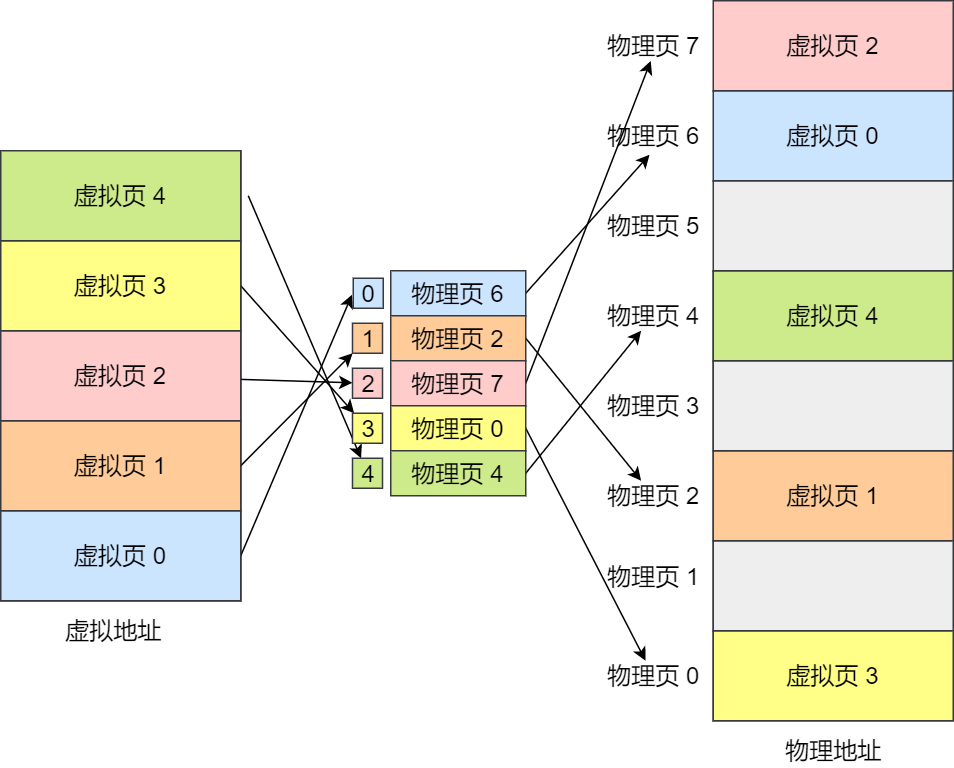 虚拟页 4
虚拟页 3
虚拟页 2
虚拟页 1
虚拟页 0
虚拟地址
0 物理页 6
1 物理页 2
2 物理页 7
3 物理页 0
4 物理页 4
物理页 7 虚拟页 2
物理页 6 虚拟页 0
物理页 5
物理页 4 虚拟页 4
物理页 3
物理页 2 虚拟页 1
物理页 1
物理页 0 虚拟页 3
物理地址